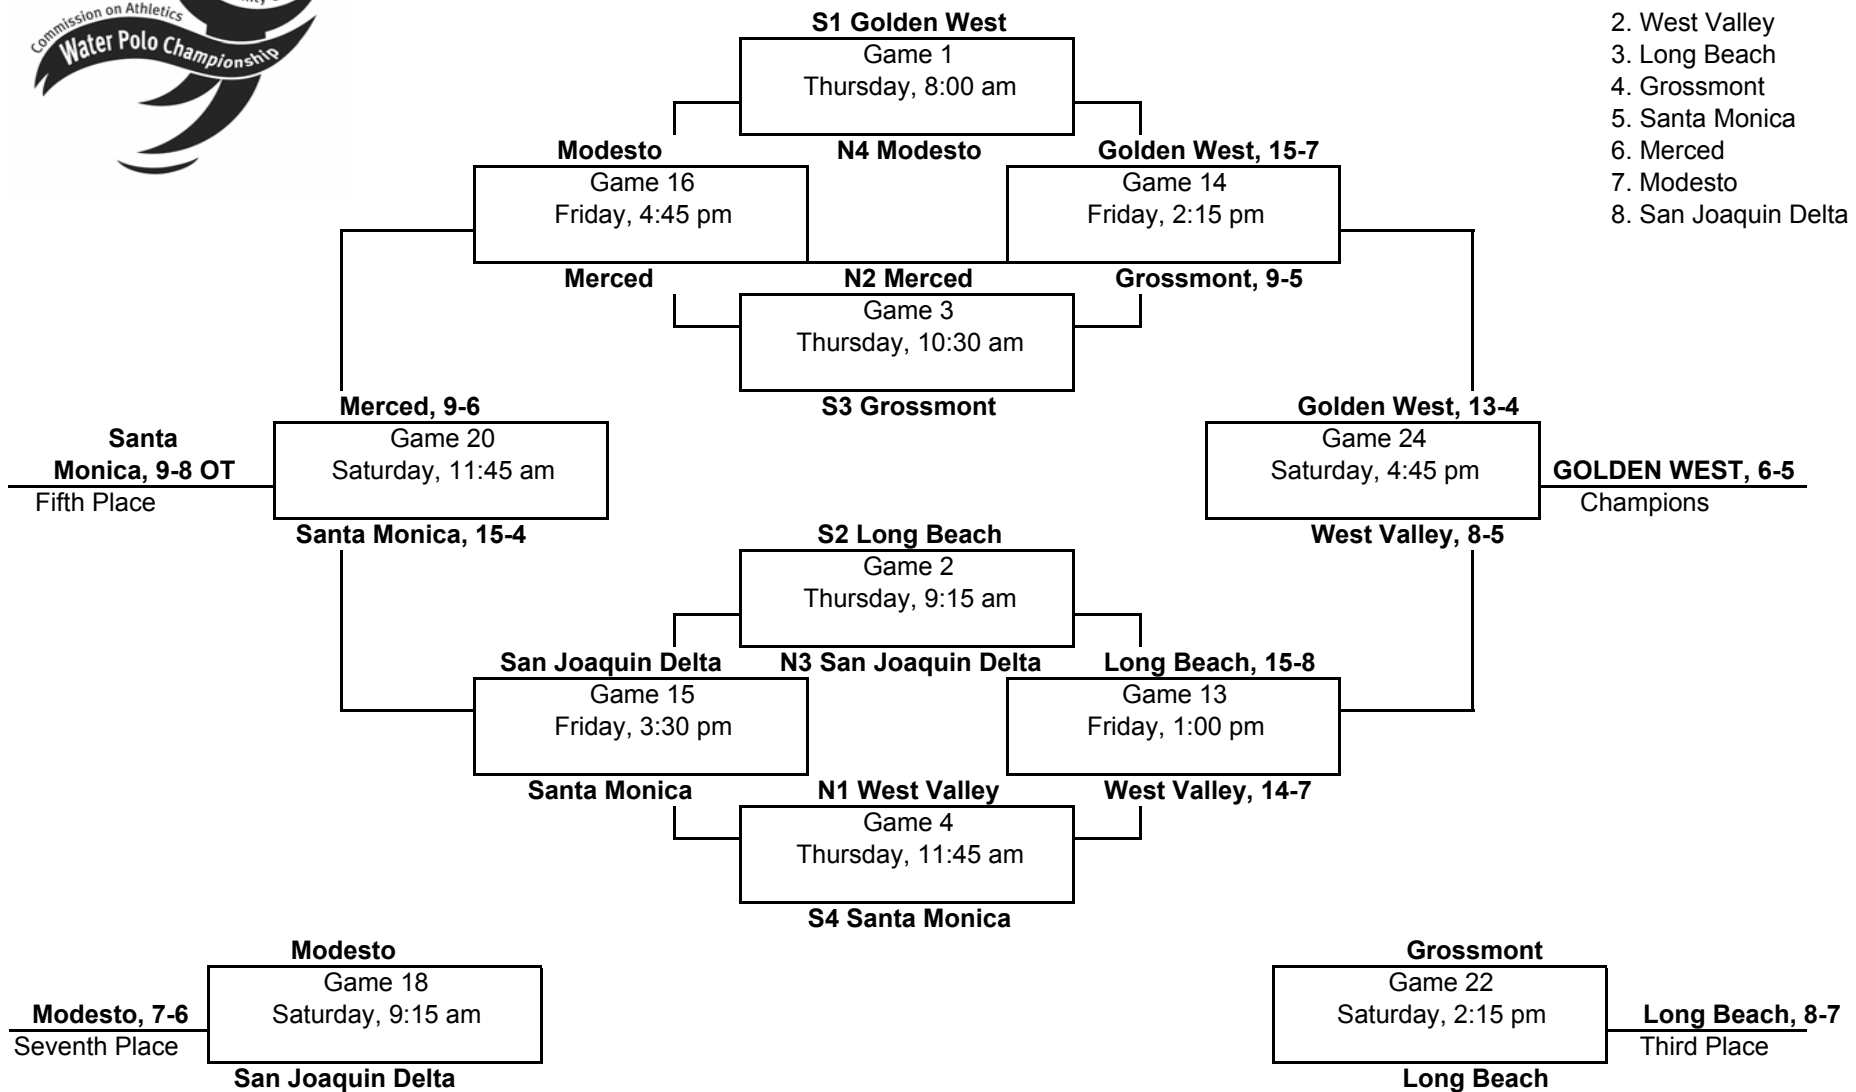 Commission on Athletics
Water Polo Championship
S1 Golden West
2. West Valley
Game 1
3. Long Beach
Thursday, 8:00 am
4. Grossmont
5. Santa Monica
Modesto
N4 Modesto
Golden West, 15-7
6. Merced
Game 16
Game 14
7. Modesto
Friday, 4:45 pm
Friday, 2:15 pm
8. San Joaquin Delta
Merced
N2 Merced
Grossmont, 9-5
Game 3
Thursday, 10:30 am
Merced, 9-6
S3 Grossmont
Golden West, 13-4
Santa
Monica, 9-8 OT
Fifth Place
Game 20
Saturday, 11:45 am
Game 24
Saturday, 4:45 pm
GOLDEN WEST, 6-5
Champions
Santa Monica, 15-4
S2 Long Beach
West Valley, 8-5
Game 2
Thursday, 9:15 am
San Joaquin Delta
N3 San Joaquin Delta
Long Beach, 15-8
Game 15
Game 13
Friday, 3:30 pm
Friday, 1:00 pm
Santa Monica
N1 West Valley
West Valley, 14-7
Game 4
Thursday, 11:45 am
S4 Santa Monica
Modesto
Grossmont
Game 18
Game 22
Modesto, 7-6
Saturday, 9:15 am
Saturday, 2:15 pm
Long Beach, 8-7
Seventh Place
Third Place
San Joaquin Delta
Long Beach